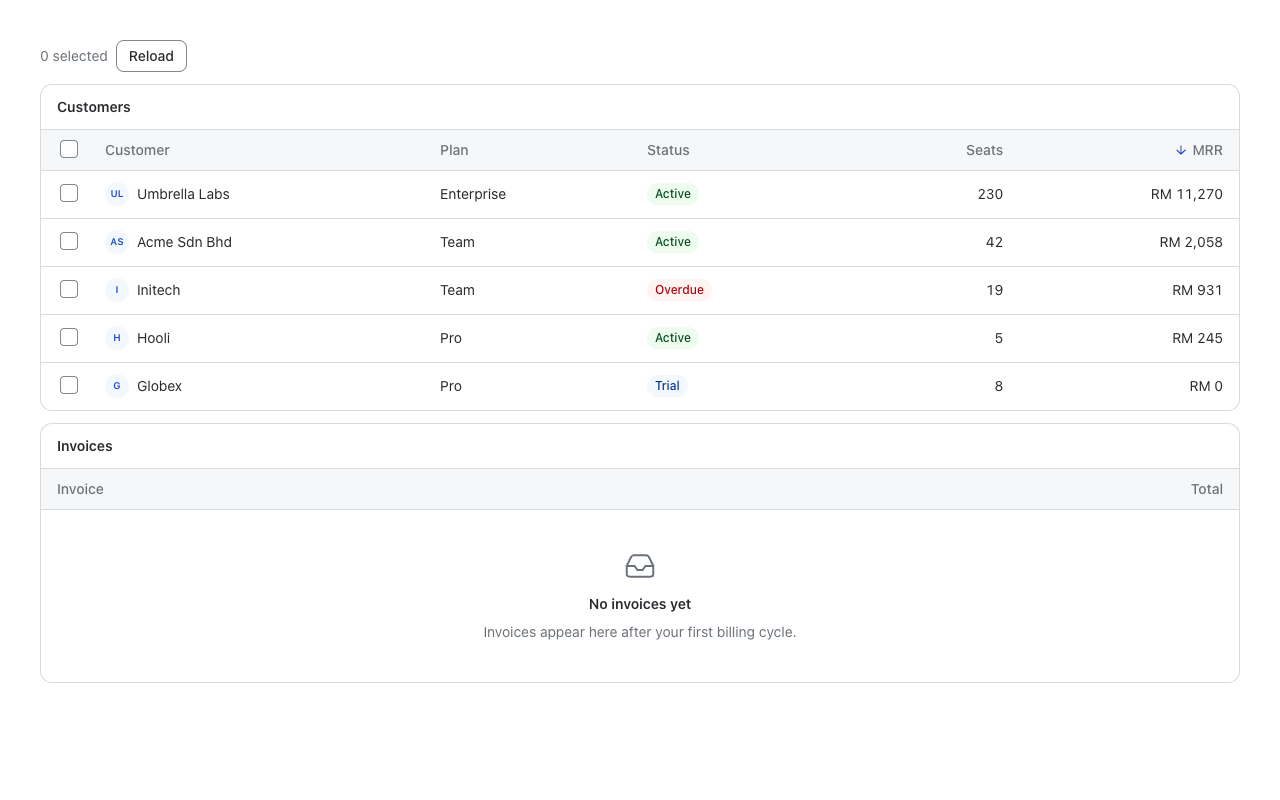 0 selected Reload
Customers
Customer Plan Status Seats MRR
UL Umbrella Labs Enterprise Active 230 RM 11,270
AS Acme Sdn Bhd Team Active 42 RM 2,058
I Initech Team Overdue 19 RM 931
H Hooli Pro Active 5 RM 245
G Globex Pro Trial 8 RM 0
Invoices
Invoice Total
No invoices yet
Invoices appear here after your first billing cycle.